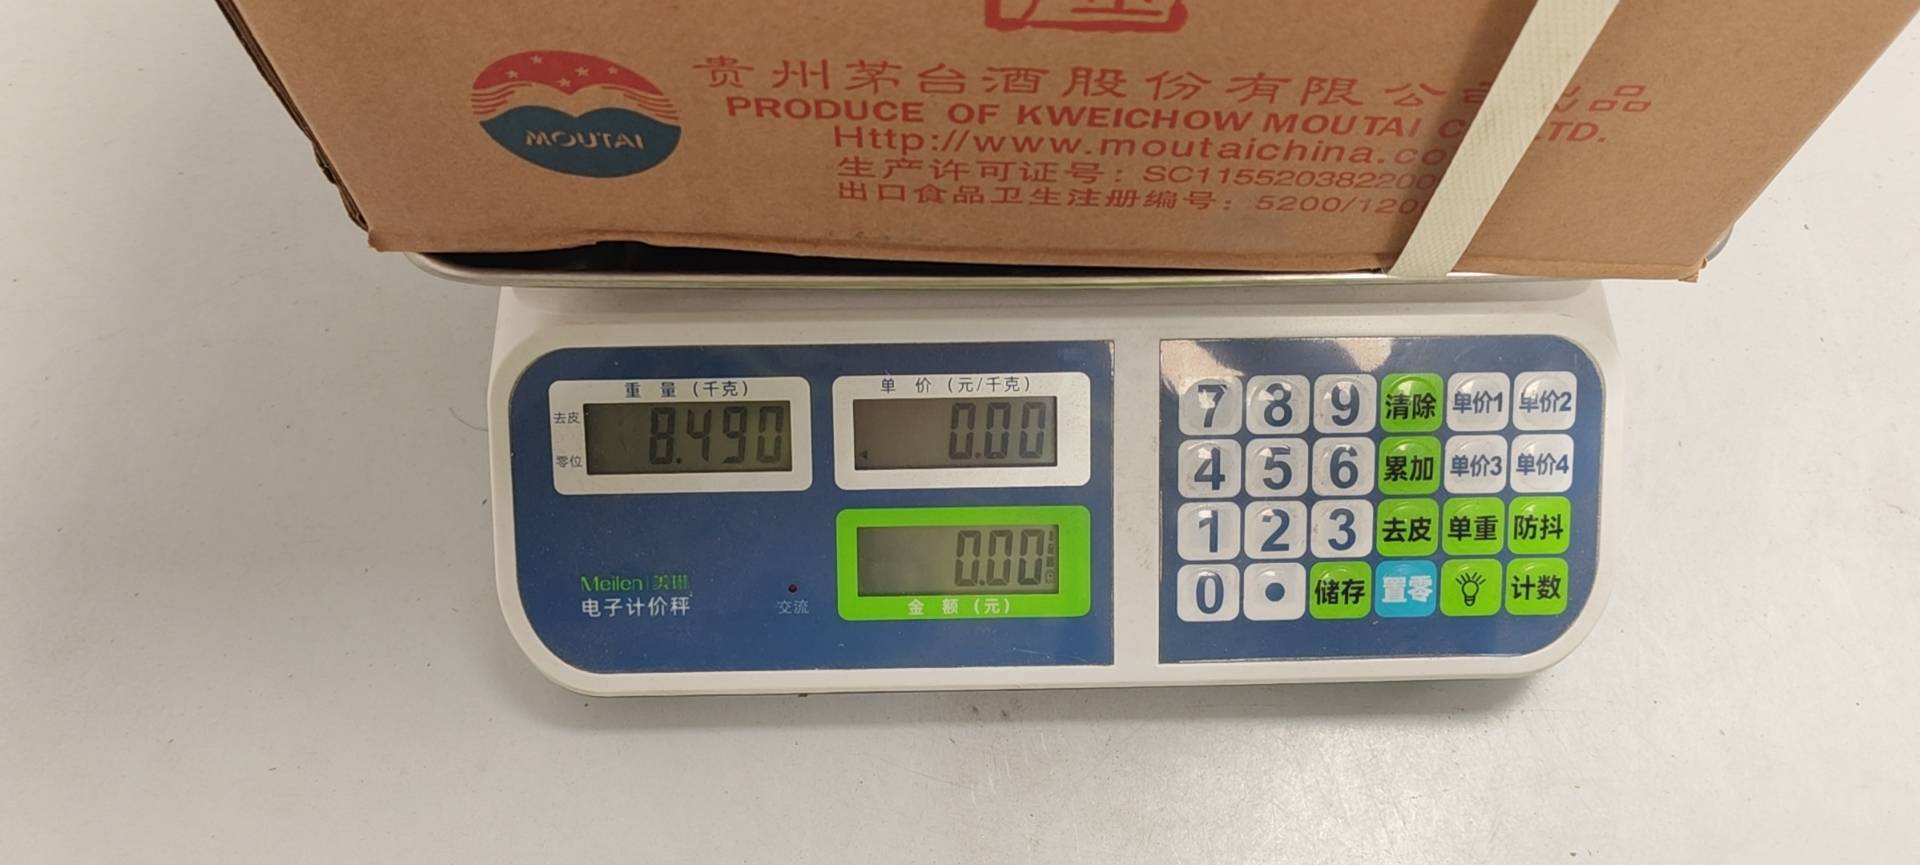 贵州茅台酒股份有限公
品
PRODUCE OF KWEICHOW MOUTAI C
LTD.
MOUTAI
Http://www.moutaichina.co
生产许可证号：SC11552038220
出口食品卫生注册编号：5200/120
重 量（千克）
去皮
零位
8.490
单 价（元/千克）
0.00
0.00
金 额（元）
Meilen 美琳
电子计价秤
交流
7 8 9 清除 单价1 单价2
4 5 6 累加 单价3 单价4
1 2 3 去皮 单重 防抖
0 • 储存 置零 计数